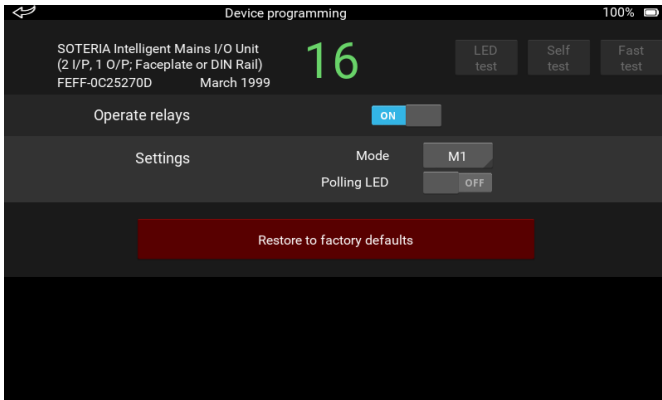 Device programming 100%
SOTERIA Intelligent Mains I/O Unit
(2 I/P, 1 O/P; Faceplate or DIN Rail)
FEFF-0C25270D March 1999
16
LED test
Self test
Fast test
Operate relays ON
Settings Mode M1
Polling LED OFF
Restore to factory defaults